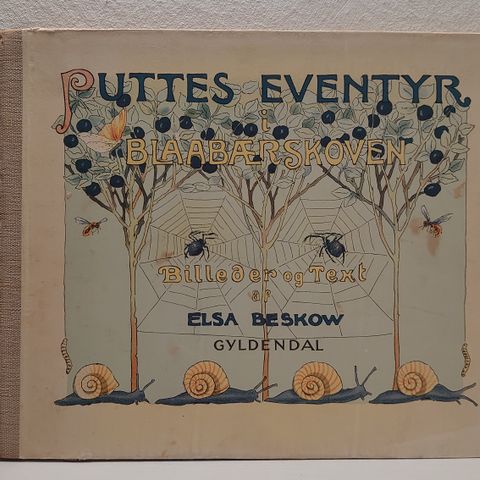 PUTTES EVENTYR
i
BLAABÆRSKOVEN
Billeder og Text
af
ELSA BESKOW
GYLDENDAL